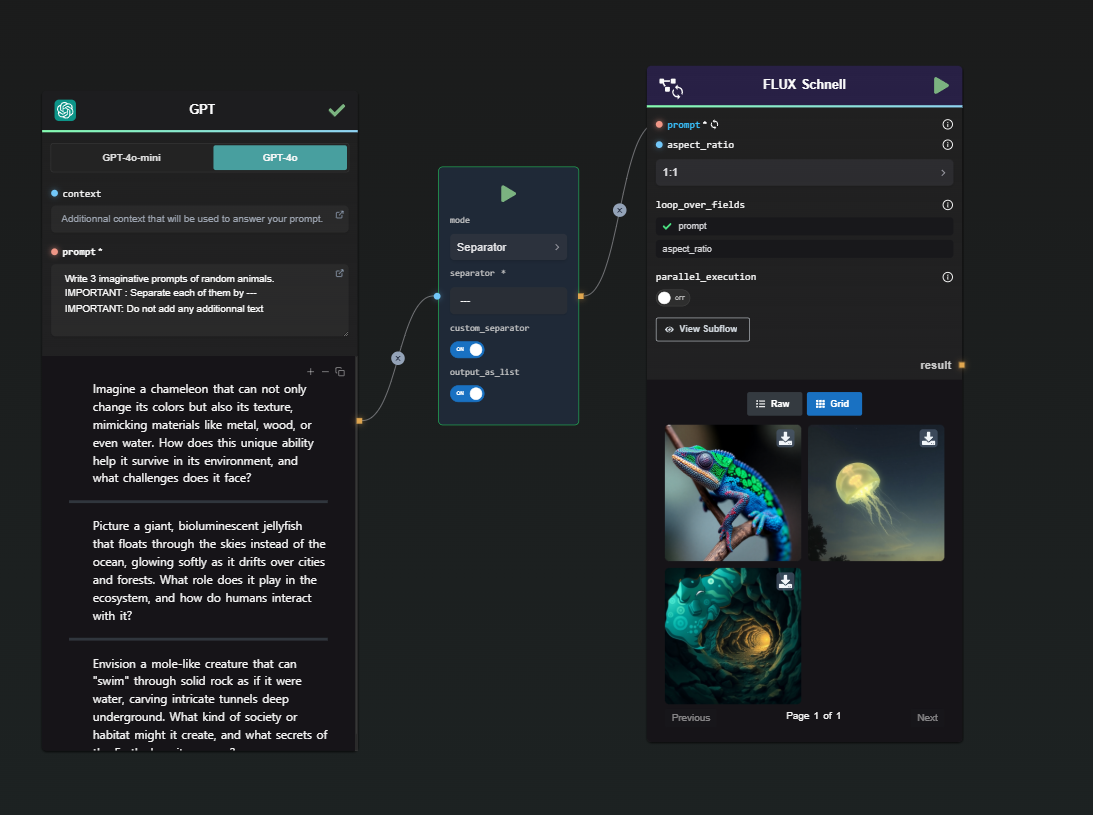 GPT
GPT-4o-mini
GPT-4o
context
Additionnal context that will be used to answer your prompt.
prompt *
Write 3 imaginative prompts of random animals.
IMPORTANT : Separate each of them by ---
IMPORTANT: Do not add any additionnal text
Imagine a chameleon that can not only
change its colors but also its texture,
mimicking materials like metal, wood, or
even water. How does this unique ability
help it survive in its environment, and
what challenges does it face?
Picture a giant, bioluminescent jellyfish
that floats through the skies instead of the
ocean, glowing softly as it drifts over cities
and forests. What role does it play in the
ecosystem, and how do humans interact
with it?
Envision a mole-like creature that can
"swim" through solid rock as if it were
water, carving intricate tunnels deep
underground. What kind of society or
habitat might it create, and what secrets of
mode
Separator
separator *
---
custom_separator
ON
output_as_list
ON
FLUX Schnell
prompt *
aspect_ratio
1:1
loop_over_fields
prompt
aspect_ratio
parallel_execution
OFF
View Subflow
result
Raw
Grid
Previous
Page 1 of 1
Next